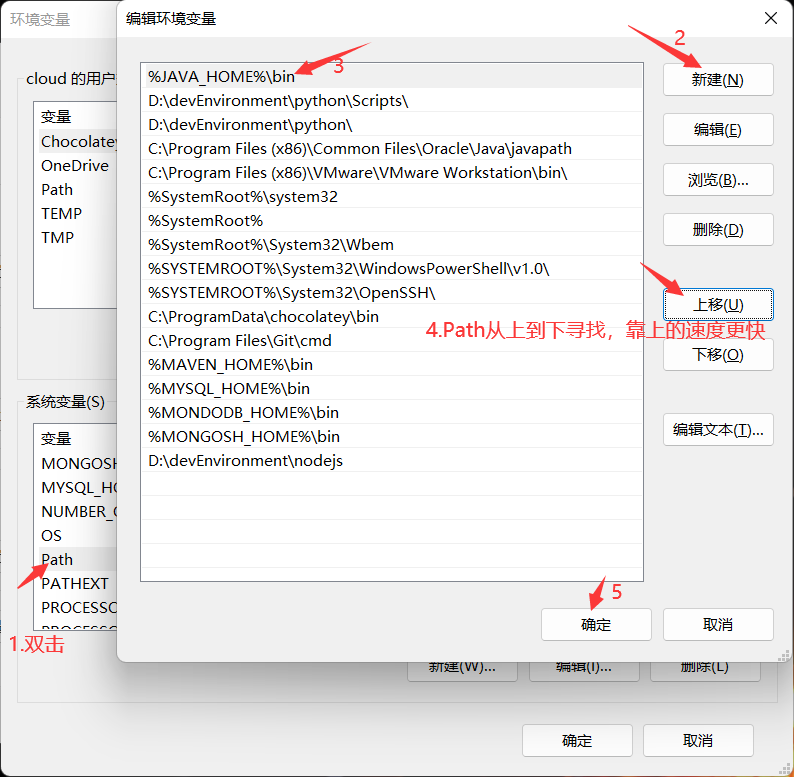 环境变量
编辑环境变量
2
3
%JAVA_HOME%\bin
新建(N)
cloud 的用户
D:\devEnvironment\python\Scripts\
变量
D:\devEnvironment\python\
编辑(E)
Chocolatey
C:\Program Files (x86)\Common Files\Oracle\Java\javapath
OneDrive
C:\Program Files (x86)\VMware\VMware Workstation\bin\
浏览(B)...
Path
%SystemRoot%\system32
TEMP
%SystemRoot%
删除(D)
TMP
%SystemRoot%\System32\Wbem
%SYSTEMROOT%\System32\WindowsPowerShell\v1.0\
%SYSTEMROOT%\System32\OpenSSH\
上移(U)
C:\ProgramData\chocolatey\bin
4.Path从上到下寻找，靠上的速度更快
C:\Program Files\Git\cmd
下移(O)
%MAVEN_HOME%\bin
%MYSQL_HOME%\bin
系统变量(S)
%MONDODB_HOME%\bin
变量
%MONGOSH_HOME%\bin
编辑文本(T)...
MONGOSH
D:\devEnvironment\nodejs
MYSQL_HO
NUMBER_
OS
Path
PATHEXT
5
PROCESSO
确定
取消
1.双击
新建(W)...
编辑(I)...
删除(L)
确定
取消